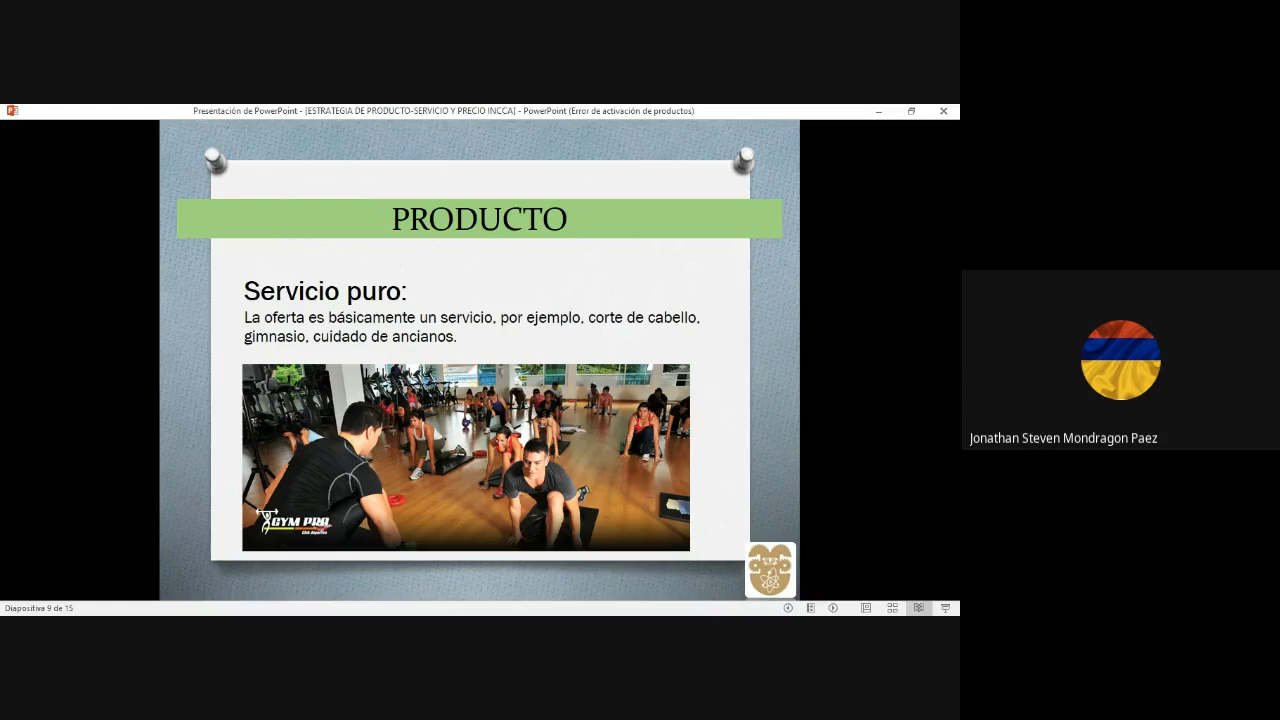 Presentación de PowerPoint - [ESTRATEGIA DE PRODUCTO-SERVICIO Y PRECIO INCCA] - PowerPoint (Error de activación de productos)
PRODUCTO
Servicio puro:
La oferta es básicamente un servicio, por ejemplo, corte de cabello,
gimnasio, cuidado de ancianos.
GYM PRO
Club deportivo
Jonathan Steven Mondragon Paez
Diapositiva 9 de 15